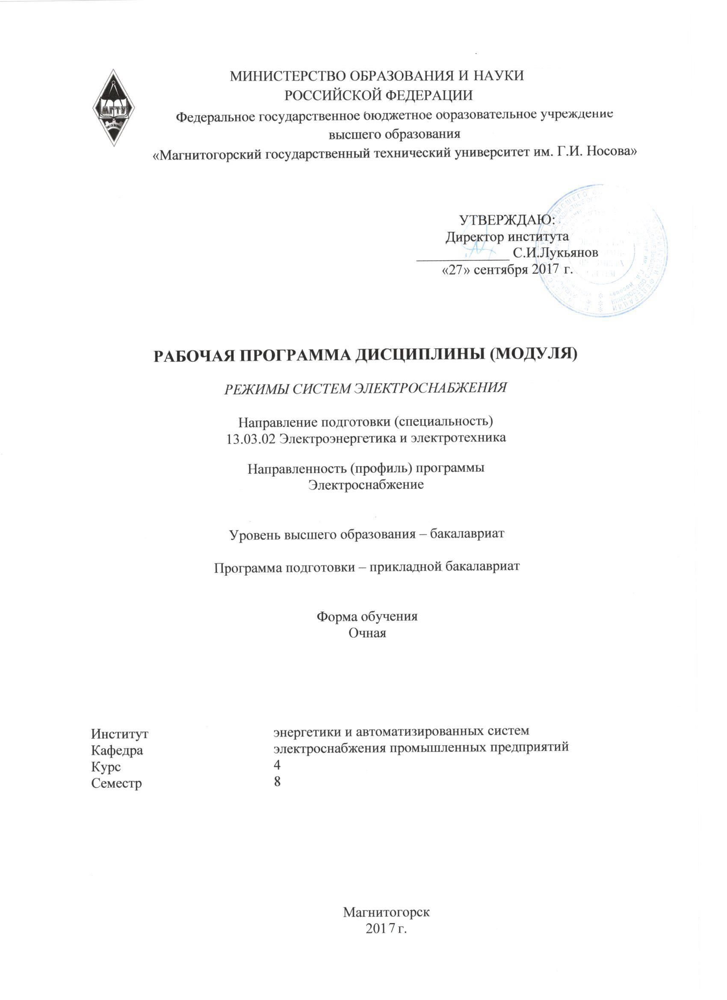 МИНИСТЕРСТВО ОБРАЗОВАНИЯ И НАУКИ
РОССИЙСКОЙ ФЕДЕРАЦИИ
Федеральное государственное бюджетное образовательное учреждение
высшего образования
«Магнитогорский государственный технический университет им. Г.И. Носова»
МГТУ
УТВЕРЖДАЮ:
Директор института
С.И.Лукьянов
«27» сентября 2017 г.
РАБОЧАЯ ПРОГРАММА ДИСЦИПЛИНЫ (МОДУЛЯ)
РЕЖИМЫ СИСТЕМ ЭЛЕКТРОСНАБЖЕНИЯ
Направление подготовки (специальность)
13.03.02 Электроэнергетика и электротехника
Направленность (профиль) программы
Электроснабжение
Уровень высшего образования – бакалавриат
Программа подготовки – прикладной бакалавриат
Форма обучения
Очная
Институт энергетики и автоматизированных систем
Кафедра электроснабжения промышленных предприятий
Курс 4
Семестр 8
Магнитогорск
2017 г.